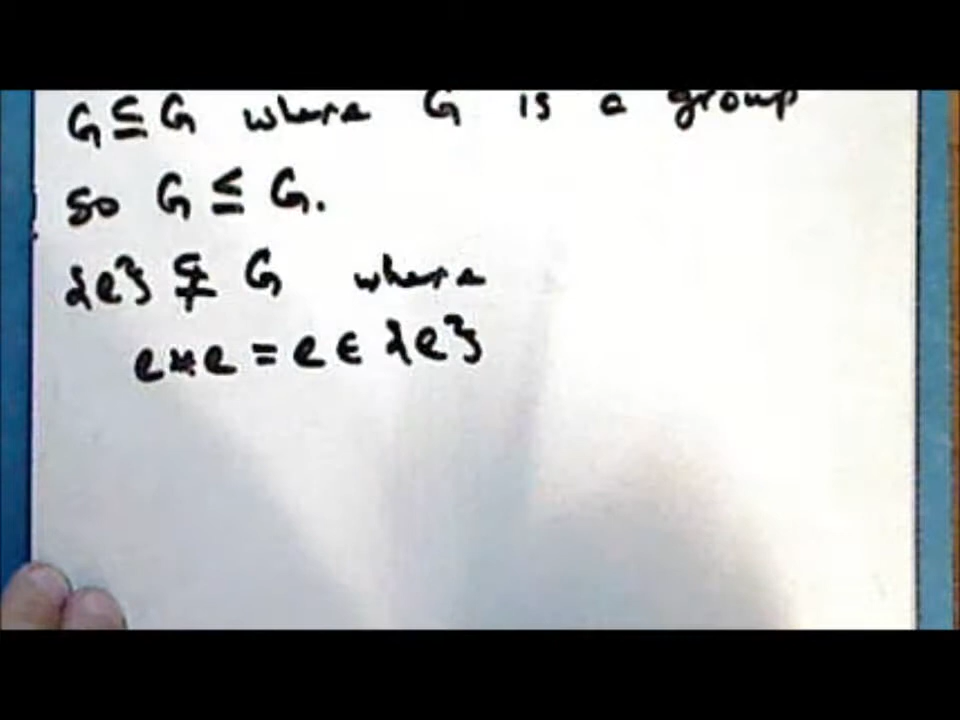 G ⊆ G where G is a group
so G ≤ G.
{e} ⊊ G where
e*e = e ∈ {e}